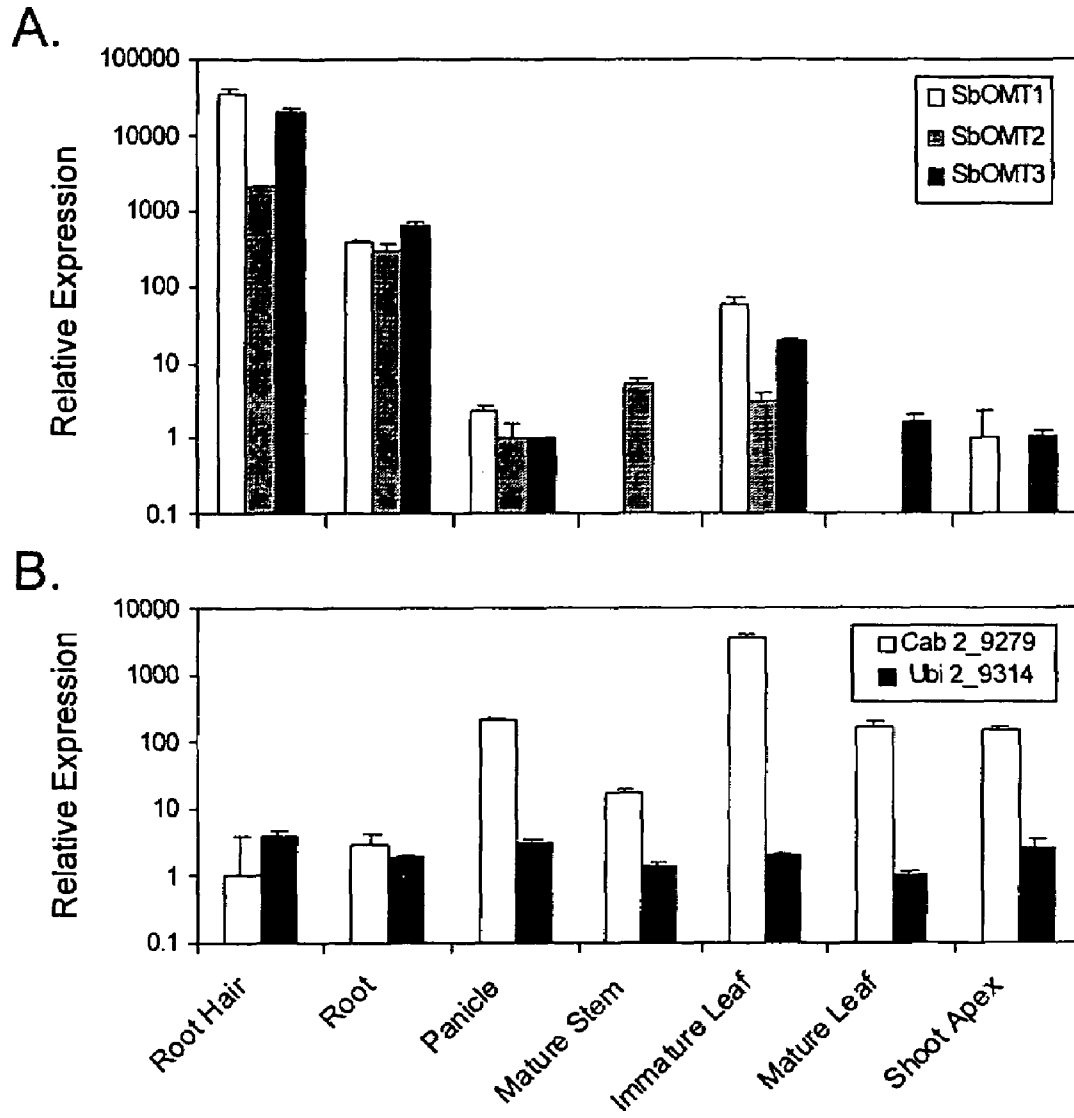 A.
100000
10000
1000
100
10
1
0.1
Relative Expression
SbOMT1
SbOMT2
SbOMT3
B.
10000
1000
100
10
1
0.1
Relative Expression
Cab 2_9279
Ubi 2_9314
Root Hair
Root
Panicle
Mature Stem
Immature Leaf
Mature Leaf
Shoot Apex